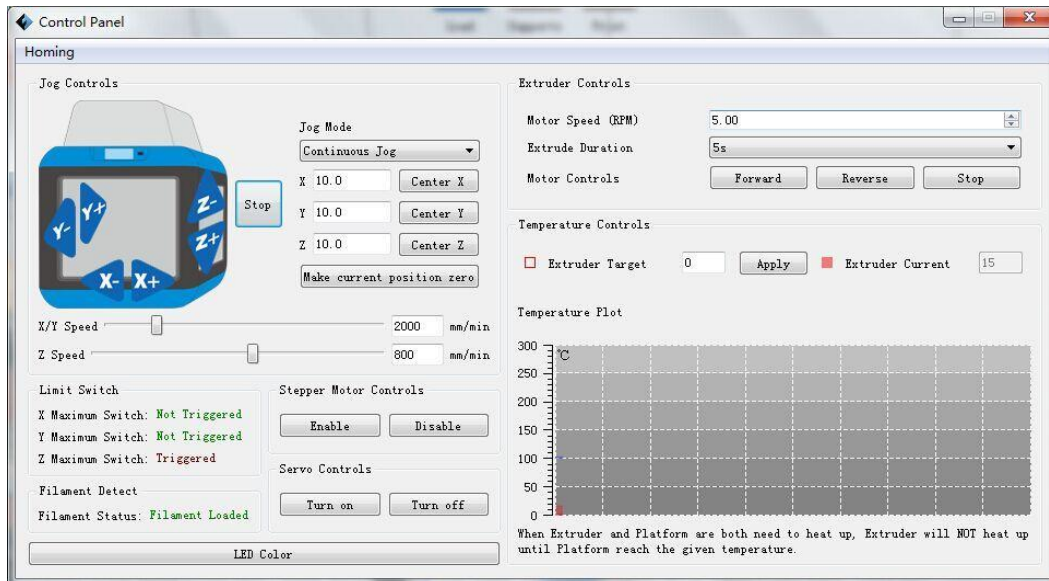 Control Panel
Homing
Jog Controls
Y-
Y+
Z-
Z+
X-
X+
Stop
Jog Mode
Continuous Jog
X 10.0 Center X
Y 10.0 Center Y
Z 10.0 Center Z
Make current position zero
X/Y Speed 2000 mm/min
Z Speed 800 mm/min
Limit Switch
X Maximum Switch: Not Triggered
Y Maximum Switch: Not Triggered
Z Maximum Switch: Triggered
Filament Detect
Filament Status: Filament Loaded
Stepper Motor Controls
Enable Disable
Servo Controls
Turn on Turn off
LED Color
Extruder Controls
Motor Speed (RPM) 5.00
Extrude Duration 5s
Motor Controls Forward Reverse Stop
Temperature Controls
Extruder Target 0 Apply Extruder Current 15
Temperature Plot
300 °C
250
200
150
100
50
0
When Extruder and Platform are both need to heat up, Extruder will NOT heat up
until Platform reach the given temperature.